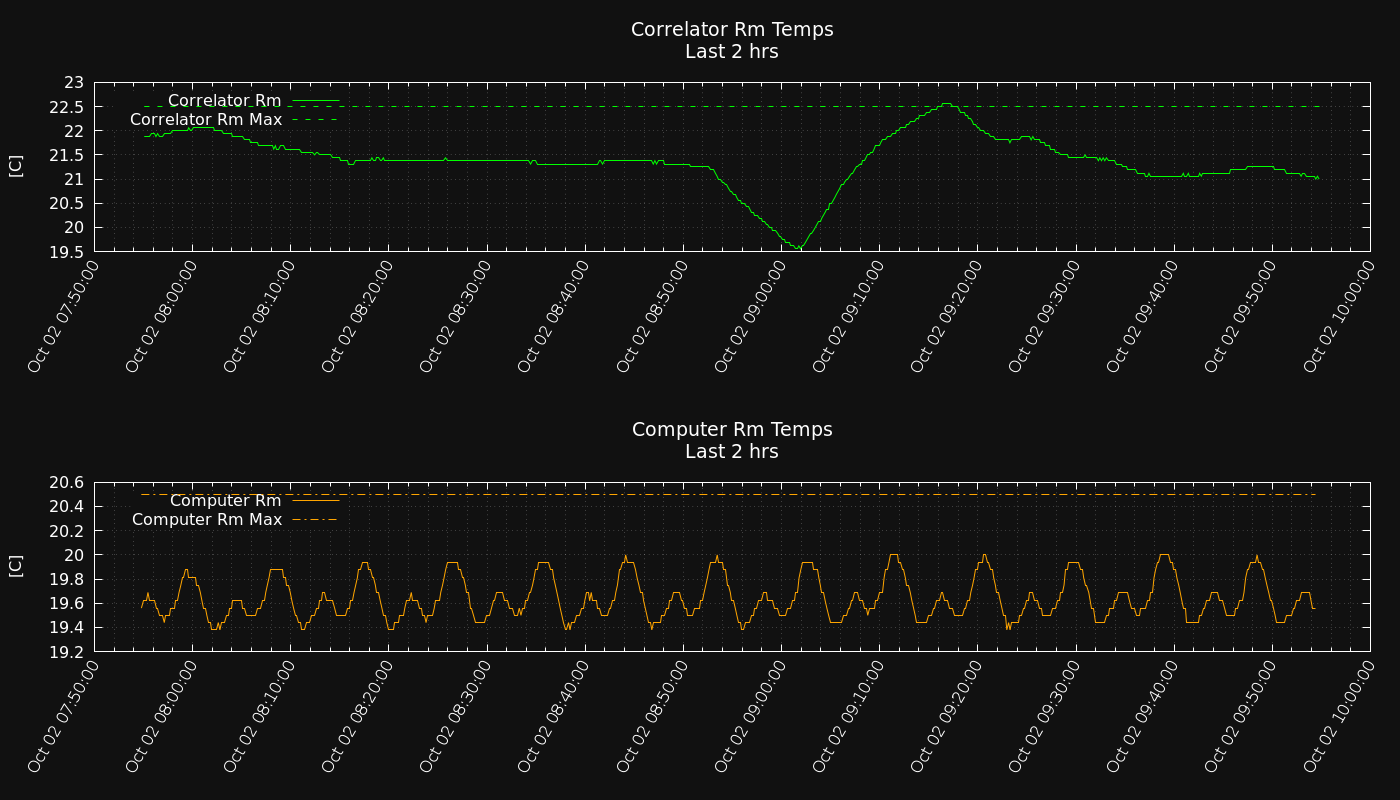 Correlator Rm Temps
Last 2 hrs
23
22.5
22
21.5
21
20.5
20
19.5
[C]
Correlator Rm
Correlator Rm Max
Oct 02 07:50:00
Oct 02 08:00:00
Oct 02 08:10:00
Oct 02 08:20:00
Oct 02 08:30:00
Oct 02 08:40:00
Oct 02 08:50:00
Oct 02 09:00:00
Oct 02 09:10:00
Oct 02 09:20:00
Oct 02 09:30:00
Oct 02 09:40:00
Oct 02 09:50:00
Oct 02 10:00:00
Computer Rm Temps
Last 2 hrs
20.6
20.4
20.2
20
19.8
19.6
19.4
19.2
[C]
Computer Rm
Computer Rm Max
Oct 02 07:50:00
Oct 02 08:00:00
Oct 02 08:10:00
Oct 02 08:20:00
Oct 02 08:30:00
Oct 02 08:40:00
Oct 02 08:50:00
Oct 02 09:00:00
Oct 02 09:10:00
Oct 02 09:20:00
Oct 02 09:30:00
Oct 02 09:40:00
Oct 02 09:50:00
Oct 02 10:00:00